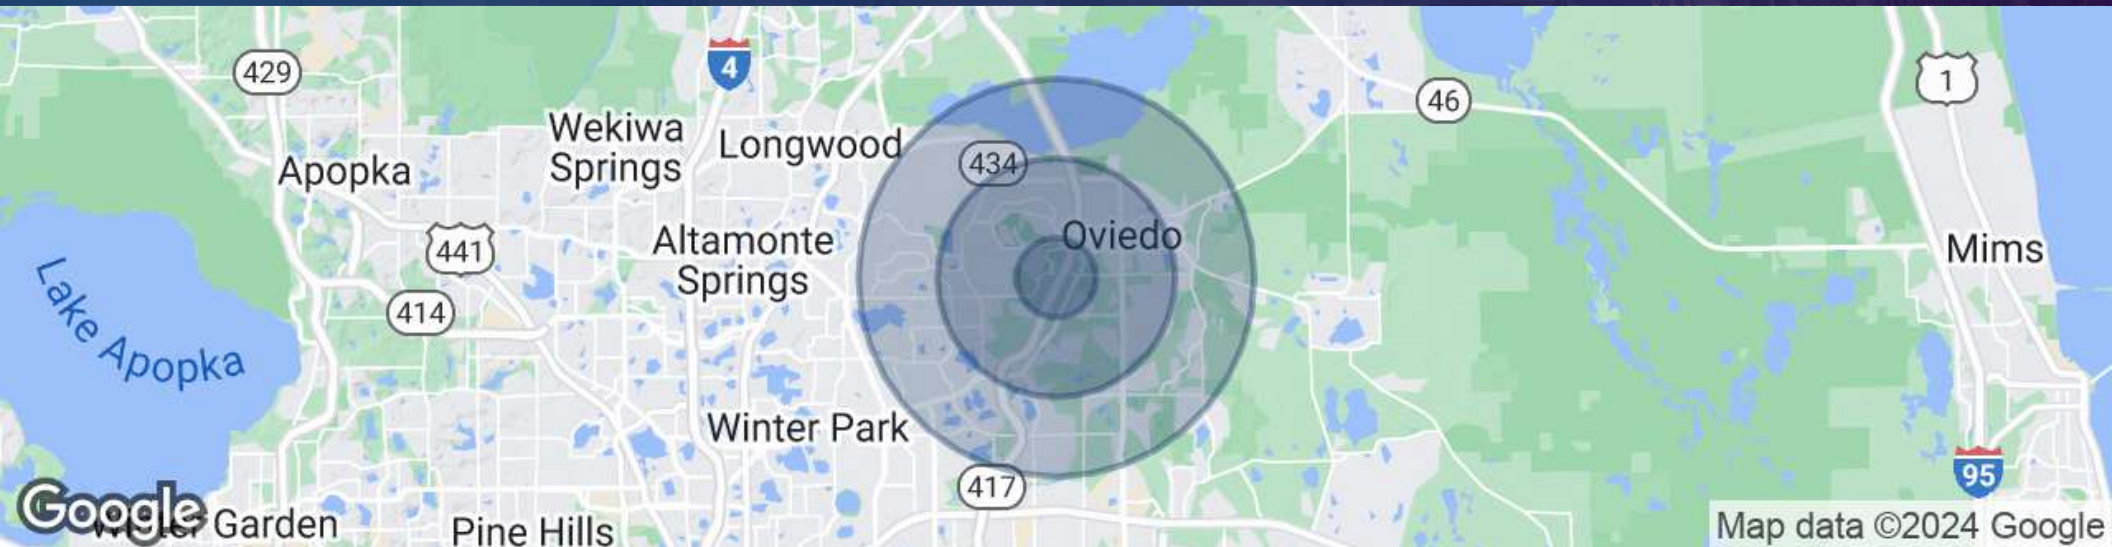 429
4
46
1
Wekiwa
Springs
Longwood
434
Apopka
441
Altamonte
Springs
Oviedo
Mims
Lake Apopka
414
Winter Park
417
95
Google
Winter Garden
Pine Hills
Map data ©2024 Google